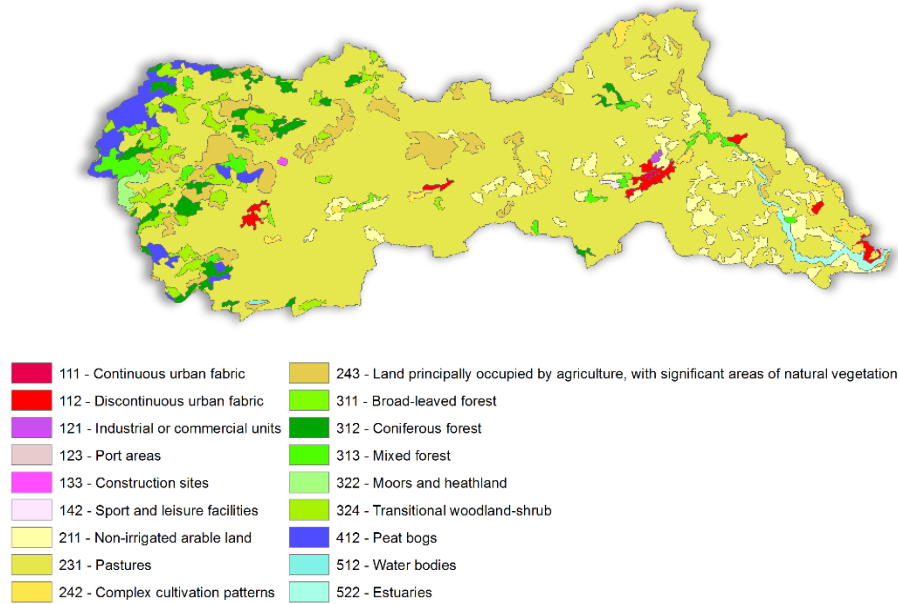 111 - Continuous urban fabric
112 - Discontinuous urban fabric
121 - Industrial or commercial units
123 - Port areas
133 - Construction sites
142 - Sport and leisure facilities
211 - Non-irrigated arable land
231 - Pastures
242 - Complex cultivation patterns
243 - Land principally occupied by agriculture, with significant areas of natural vegetation
311 - Broad-leaved forest
312 - Coniferous forest
313 - Mixed forest
322 - Moors and heathland
324 - Transitional woodland-shrub
412 - Peat bogs
512 - Water bodies
522 - Estuaries